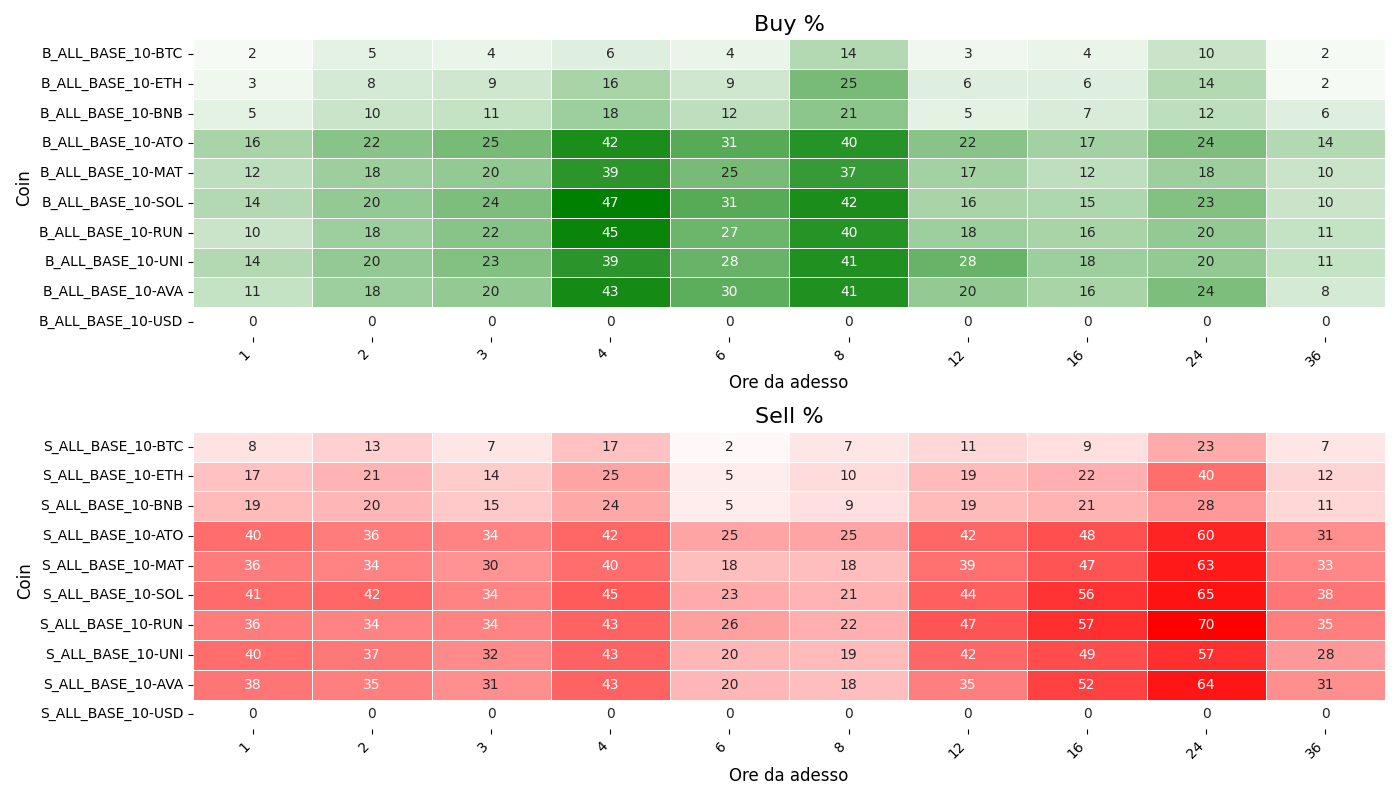 Buy %
Coin
B_ALL_BASE_10-BTC 2 5 4 6 4 14 3 4 10 2
B_ALL_BASE_10-ETH 3 8 9 16 9 25 6 6 14 2
B_ALL_BASE_10-BNB 5 10 11 18 12 21 5 7 12 6
B_ALL_BASE_10-ATO 16 22 25 42 31 40 22 17 24 14
B_ALL_BASE_10-MAT 12 18 20 39 25 37 17 12 18 10
B_ALL_BASE_10-SOL 14 20 24 47 31 42 16 15 23 10
B_ALL_BASE_10-RUN 10 18 22 45 27 40 18 16 20 11
B_ALL_BASE_10-UNI 14 20 23 39 28 41 28 18 20 11
B_ALL_BASE_10-AVA 11 18 20 43 30 41 20 16 24 8
B_ALL_BASE_10-USD 0 0 0 0 0 0 0 0 0 0
1 2 3 4 6 8 12 16 24 36
Ore da adesso
Sell %
Coin
S_ALL_BASE_10-BTC 8 13 7 17 2 7 11 9 23 7
S_ALL_BASE_10-ETH 17 21 14 25 5 10 19 22 40 12
S_ALL_BASE_10-BNB 19 20 15 24 5 9 19 21 28 11
S_ALL_BASE_10-ATO 40 36 34 42 25 25 42 48 60 31
S_ALL_BASE_10-MAT 36 34 30 40 18 18 39 47 63 33
S_ALL_BASE_10-SOL 41 42 34 45 23 21 44 56 65 38
S_ALL_BASE_10-RUN 36 34 34 43 26 22 47 57 70 35
S_ALL_BASE_10-UNI 40 37 32 43 20 19 42 49 57 28
S_ALL_BASE_10-AVA 38 35 31 43 20 18 35 52 64 31
S_ALL_BASE_10-USD 0 0 0 0 0 0 0 0 0 0
1 2 3 4 6 8 12 16 24 36
Ore da adesso